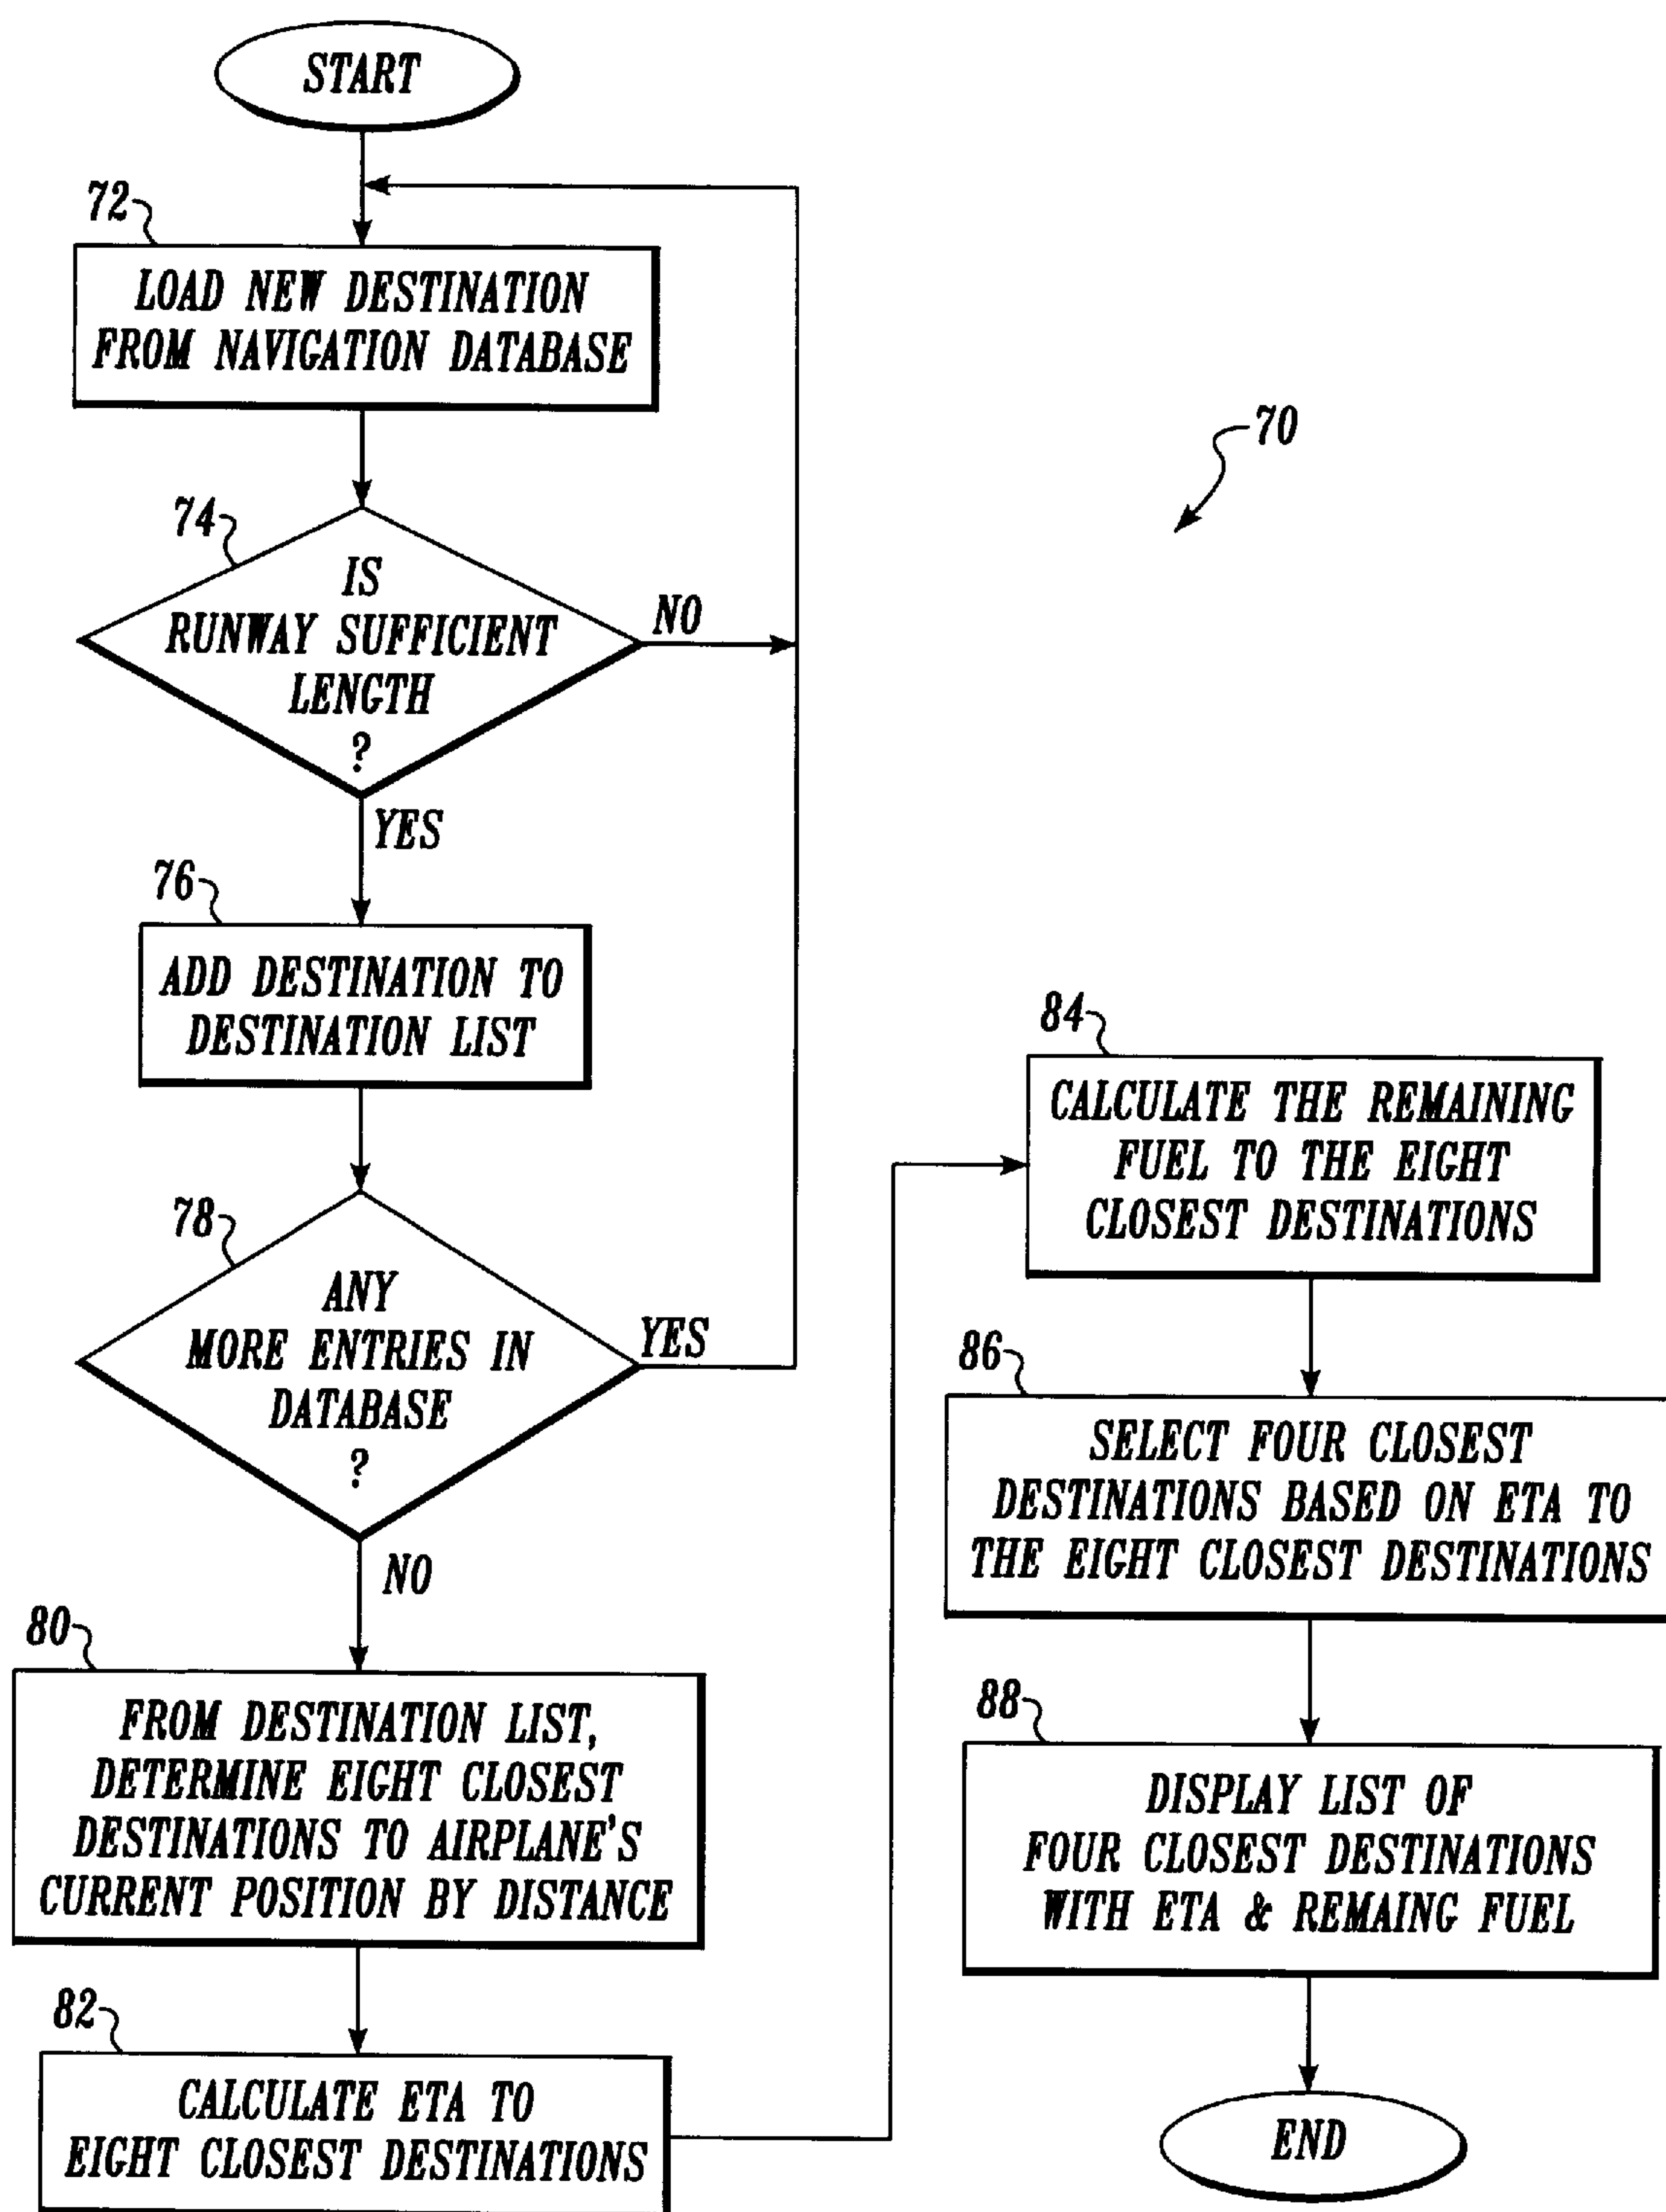 START
72
LOAD NEW DESTINATION
FROM NAVIGATION DATABASE
74
IS
RUNWAY SUFFICIENT
LENGTH
?
NO
YES
76
ADD DESTINATION TO
DESTINATION LIST
78
ANY
MORE ENTRIES IN
DATABASE
?
YES
NO
80
FROM DESTINATION LIST,
DETERMINE EIGHT CLOSEST
DESTINATIONS TO AIRPLANE'S
CURRENT POSITION BY DISTANCE
82
CALCULATE ETA TO
EIGHT CLOSEST DESTINATIONS
70
84
CALCULATE THE REMAINING
FUEL TO THE EIGHT
CLOSEST DESTINATIONS
86
SELECT FOUR CLOSEST
DESTINATIONS BASED ON ETA TO
THE EIGHT CLOSEST DESTINATIONS
88
DISPLAY LIST OF
FOUR CLOSEST DESTINATIONS
WITH ETA & REMAING FUEL
END